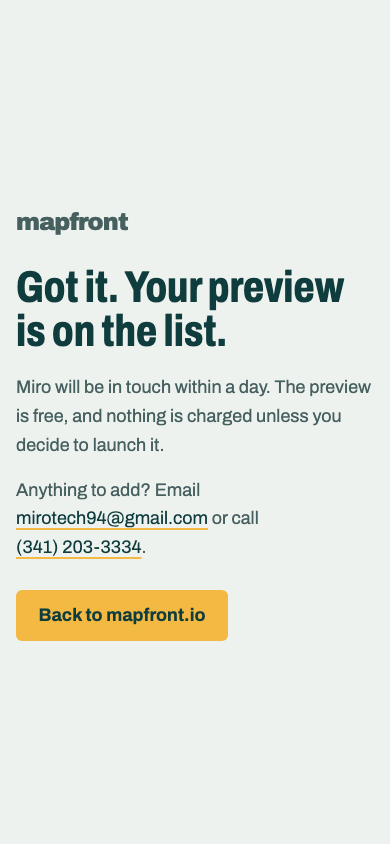 mapfront
Got it. Your preview
is on the list.
Miro will be in touch within a day. The preview
is free, and nothing is charged unless you
decide to launch it.
Anything to add? Email
mirotech94@gmail.com or call
(341) 203-3334.
Back to mapfront.io